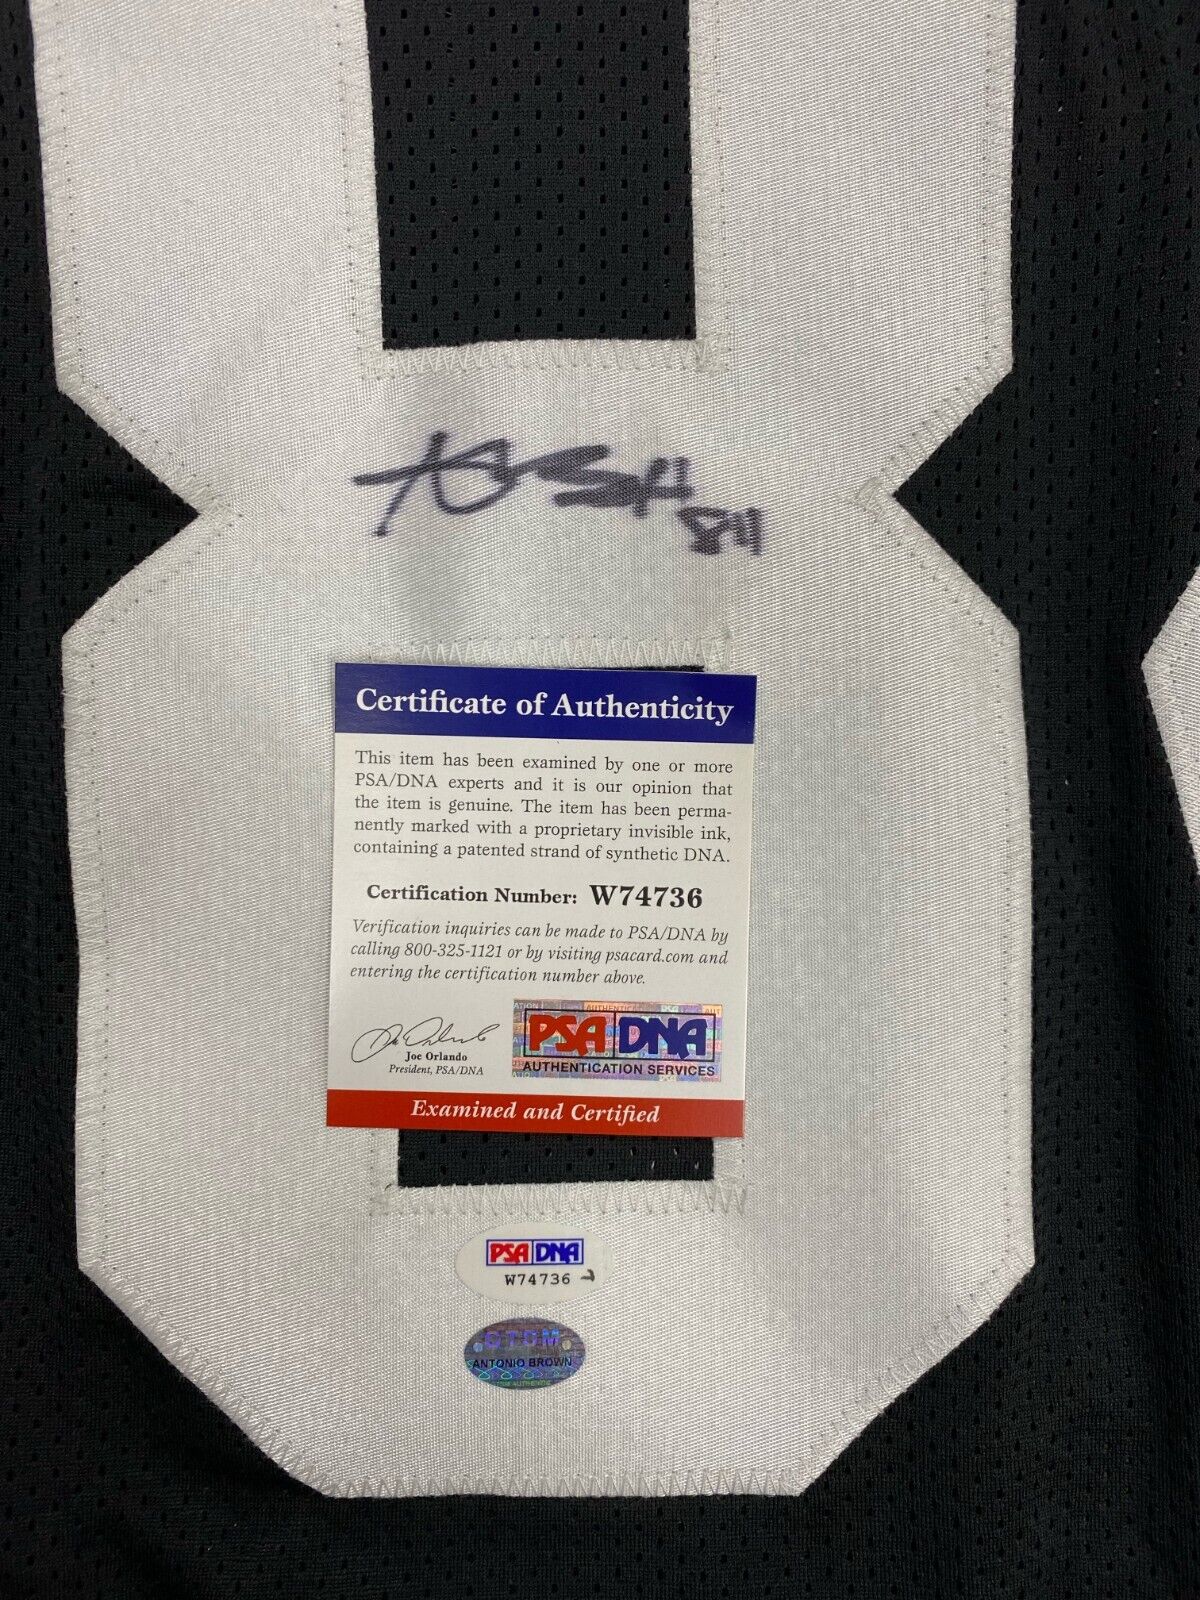 84
Certificate of Authenticity
This item has been examined by one or more
PSA/DNA experts and it is our opinion that
the item is genuine. The item has been perma-
nently marked with a proprietary invisible ink,
containing a patented strand of synthetic DNA.
Certification Number: W74736
Verification inquiries can be made to PSA/DNA by
calling 800-325-1121 or by visiting psacard.com and
entering the certification number above.
Joe Orlando
President, PSA/DNA
PSA DNA
AUTHENTICATION SERVICES
Examined and Certified
PSA DNA
W74736
GTSM
ANTONIO BROWN